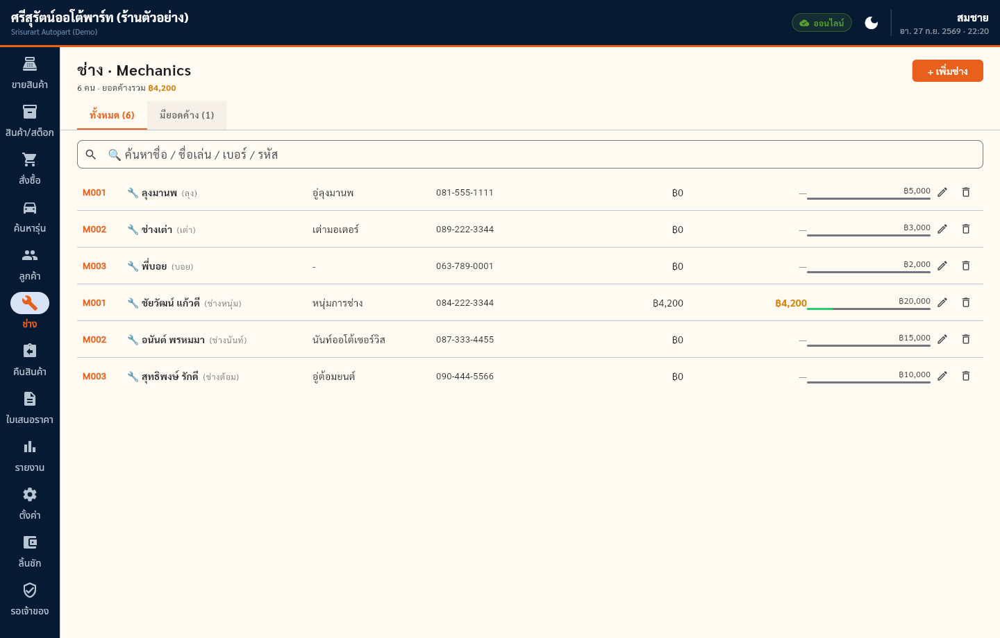 ศรีสุรัตน์ออโต้พาร์ท (ร้านตัวอย่าง)
Srisurart Autopart (Demo)
ออนไลน์
สมชาย
อา. 27 ก.ย. 2569 · 22:20
ขายสินค้า
สินค้า/สต็อก
สั่งซื้อ
ค้นหารุ่น
ลูกค้า
ช่าง
คืนสินค้า
ใบเสนอราคา
รายงาน
ตั้งค่า
ลิ้นชัก
รอเจ้าของ
ช่าง · Mechanics
6 คน · ยอดค้างรวม ฿4,200
+ เพิ่มช่าง
ทั้งหมด (6) มียอดค้าง (1)
🔍 ค้นหาชื่อ / ชื่อเล่น / เบอร์ / รหัส
M001 🔧 ลุงมานพ (ลุง) อู่ลุงมานพ 081-555-1111 ฿0 — ฿5,000
M002 🔧 ช่างเต่า (เต่า) เต่ามอเตอร์ 089-222-3344 ฿0 — ฿3,000
M003 🔧 พี่บอย (บอย) - 063-789-0001 ฿0 — ฿2,000
M001 🔧 ชัยวัฒน์ แก้วดี (ช่างหนุ่ม) หนุ่มการช่าง 084-222-3344 ฿4,200 ฿4,200 ฿20,000
M002 🔧 อนันต์ พรหมมา (ช่างนันท์) นันท์ออโต้เซอร์วิส 087-333-4455 ฿0 — ฿15,000
M003 🔧 สุทธิพงษ์ รักดี (ช่างต้อม) อู่ต้อมยนต์ 090-444-5566 ฿0 — ฿10,000